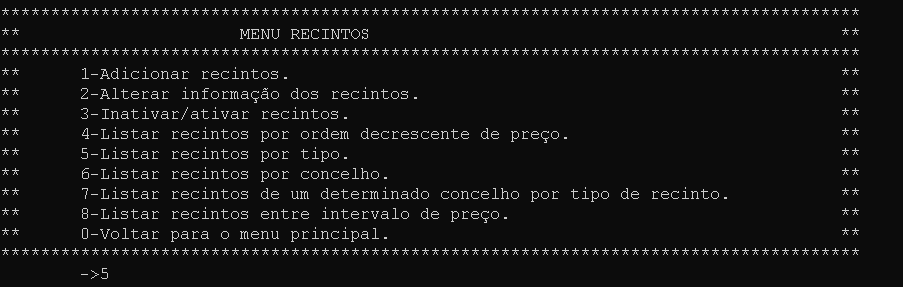 **************************************************************************************
** MENU RECINTOS **
**************************************************************************************
** 1-Adicionar recintos. **
** 2-Alterar informação dos recintos. **
** 3-Inativar/ativar recintos. **
** 4-Listar recintos por ordem decrescente de preço. **
** 5-Listar recintos por tipo. **
** 6-Listar recintos por concelho. **
** 7-Listar recintos de um determinado concelho por tipo de recinto. **
** 8-Listar recintos entre intervalo de preço. **
** 0-Voltar para o menu principal. **
**************************************************************************************
->5